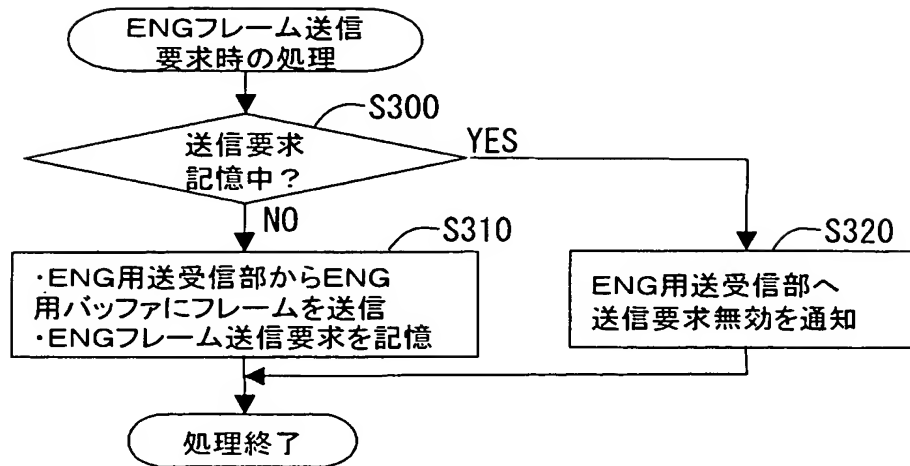 ENGフレーム送信
要求時の処理
S300
送信要求
記憶中？
YES
NO
S310
・ENG用送受信部からENG
用バッファにフレームを送信
・ENGフレーム送信要求を記憶
S320
ENG用送受信部へ
送信要求無効を通知
処理終了